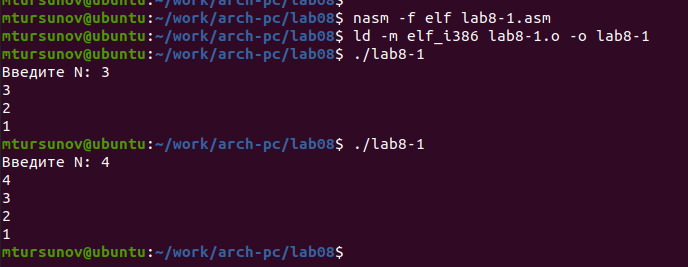 mtursunov@ubuntu:~/work/arch-pc/lab08$
mtursunov@ubuntu:~/work/arch-pc/lab08$ nasm -f elf lab8-1.asm
mtursunov@ubuntu:~/work/arch-pc/lab08$ ld -m elf_i386 lab8-1.o -o lab8-1
mtursunov@ubuntu:~/work/arch-pc/lab08$ ./lab8-1
Введите N: 3
3
2
1
mtursunov@ubuntu:~/work/arch-pc/lab08$ ./lab8-1
Введите N: 4
4
3
2
1
mtursunov@ubuntu:~/work/arch-pc/lab08$